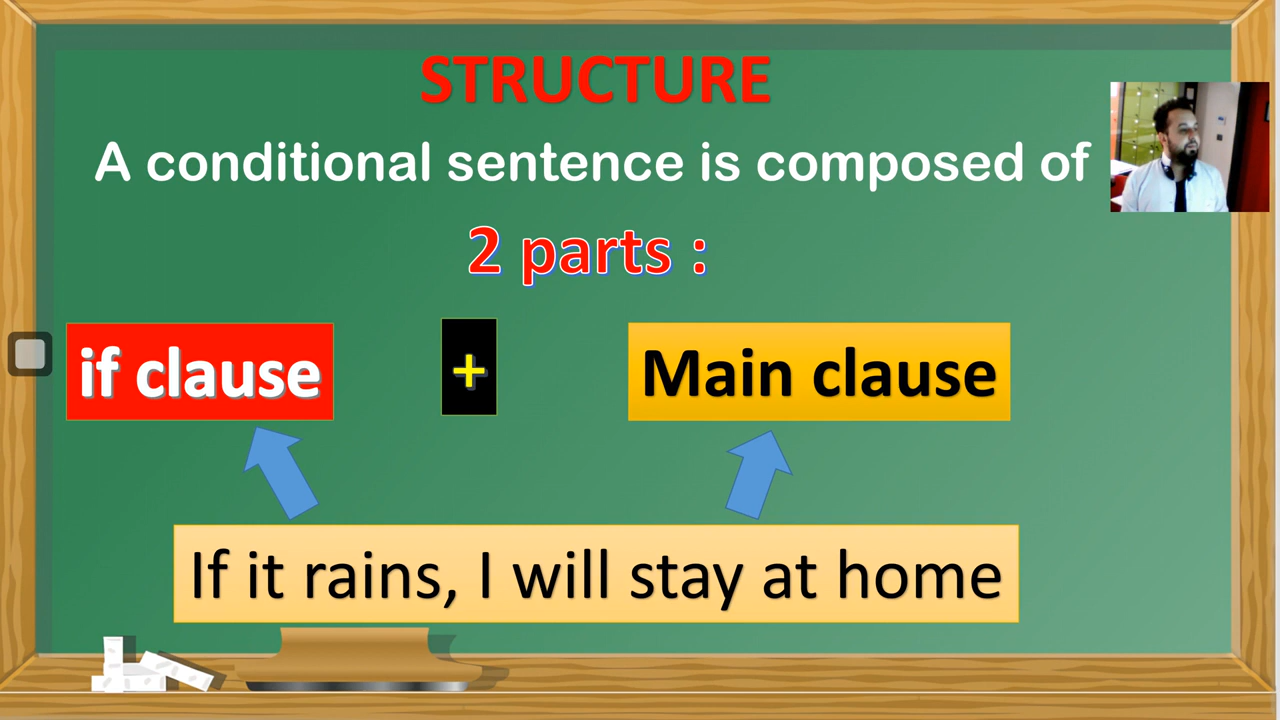 STRUCTURE
A conditional sentence is composed of
2 parts :
if clause + Main clause
If it rains, I will stay at home